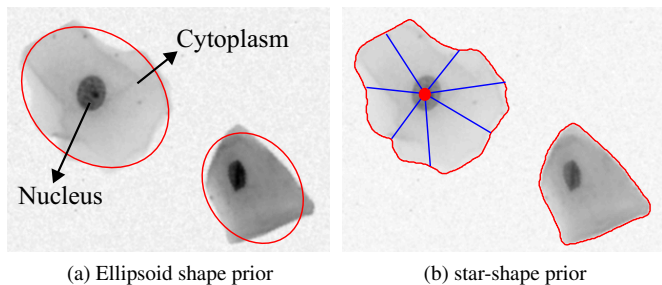 Cytoplasm
Nucleus
(a) Ellipsoid shape prior
(b) star-shape prior